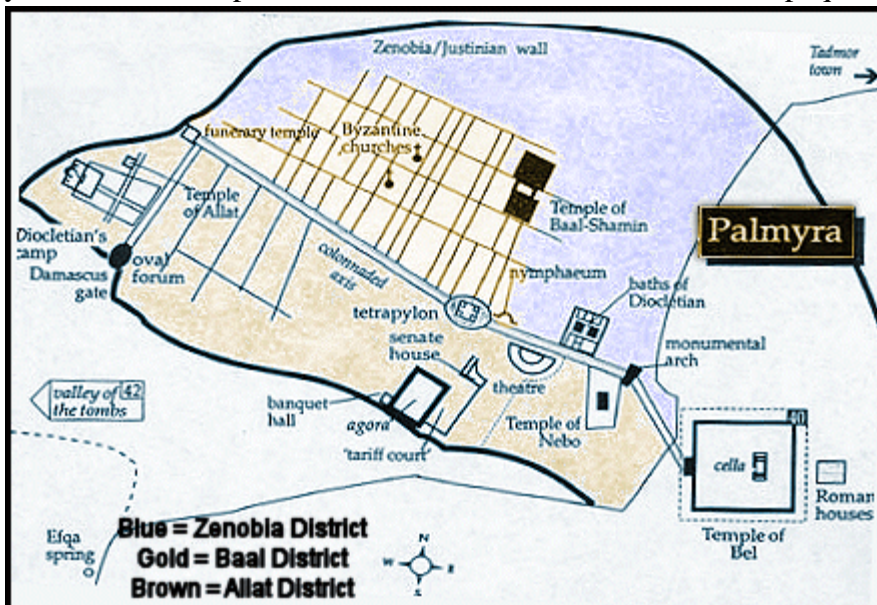 Zenobia/Justinian wall
Tadmor
town
funerary temple
Byzantine
churches
Temple
of Allat
Temple of
Baal-Shamin
Palmyra
Diocletian's
camp
Damascus
gate
oval
forum
colonnaded
axis
nymphaeum
baths of
Diocletian
tetrapylon
senate
house
monumental
arch
theatre
valley of 42
the tombs
banquet
hall
agora
'tariff court'
Temple of
Nebo
cella
Roman
houses
Temple of
Bel
Efqa
spring
Blue = Zenobia District
Gold = Baal District
Brown = Allat District
N
W E
S